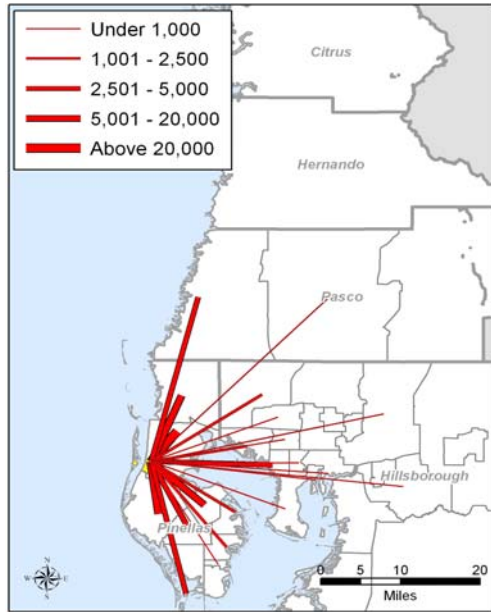 Under 1,000
1,001 - 2,500
2,501 - 5,000
5,001 - 20,000
Above 20,000
Citrus
Hernando
Pasco
Hillsborough
Pinellas
N
W E
S
0 5 10 20
Miles